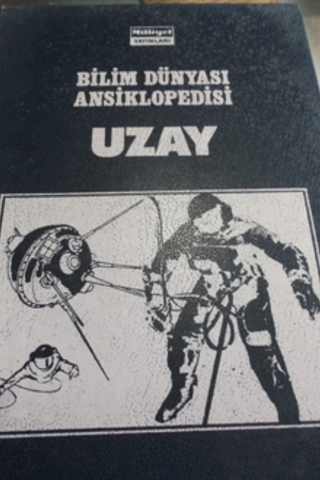 Milliyet
YAYINLARI
BİLİM DÜNYASI
ANSİKLOPEDİSİ
UZAY